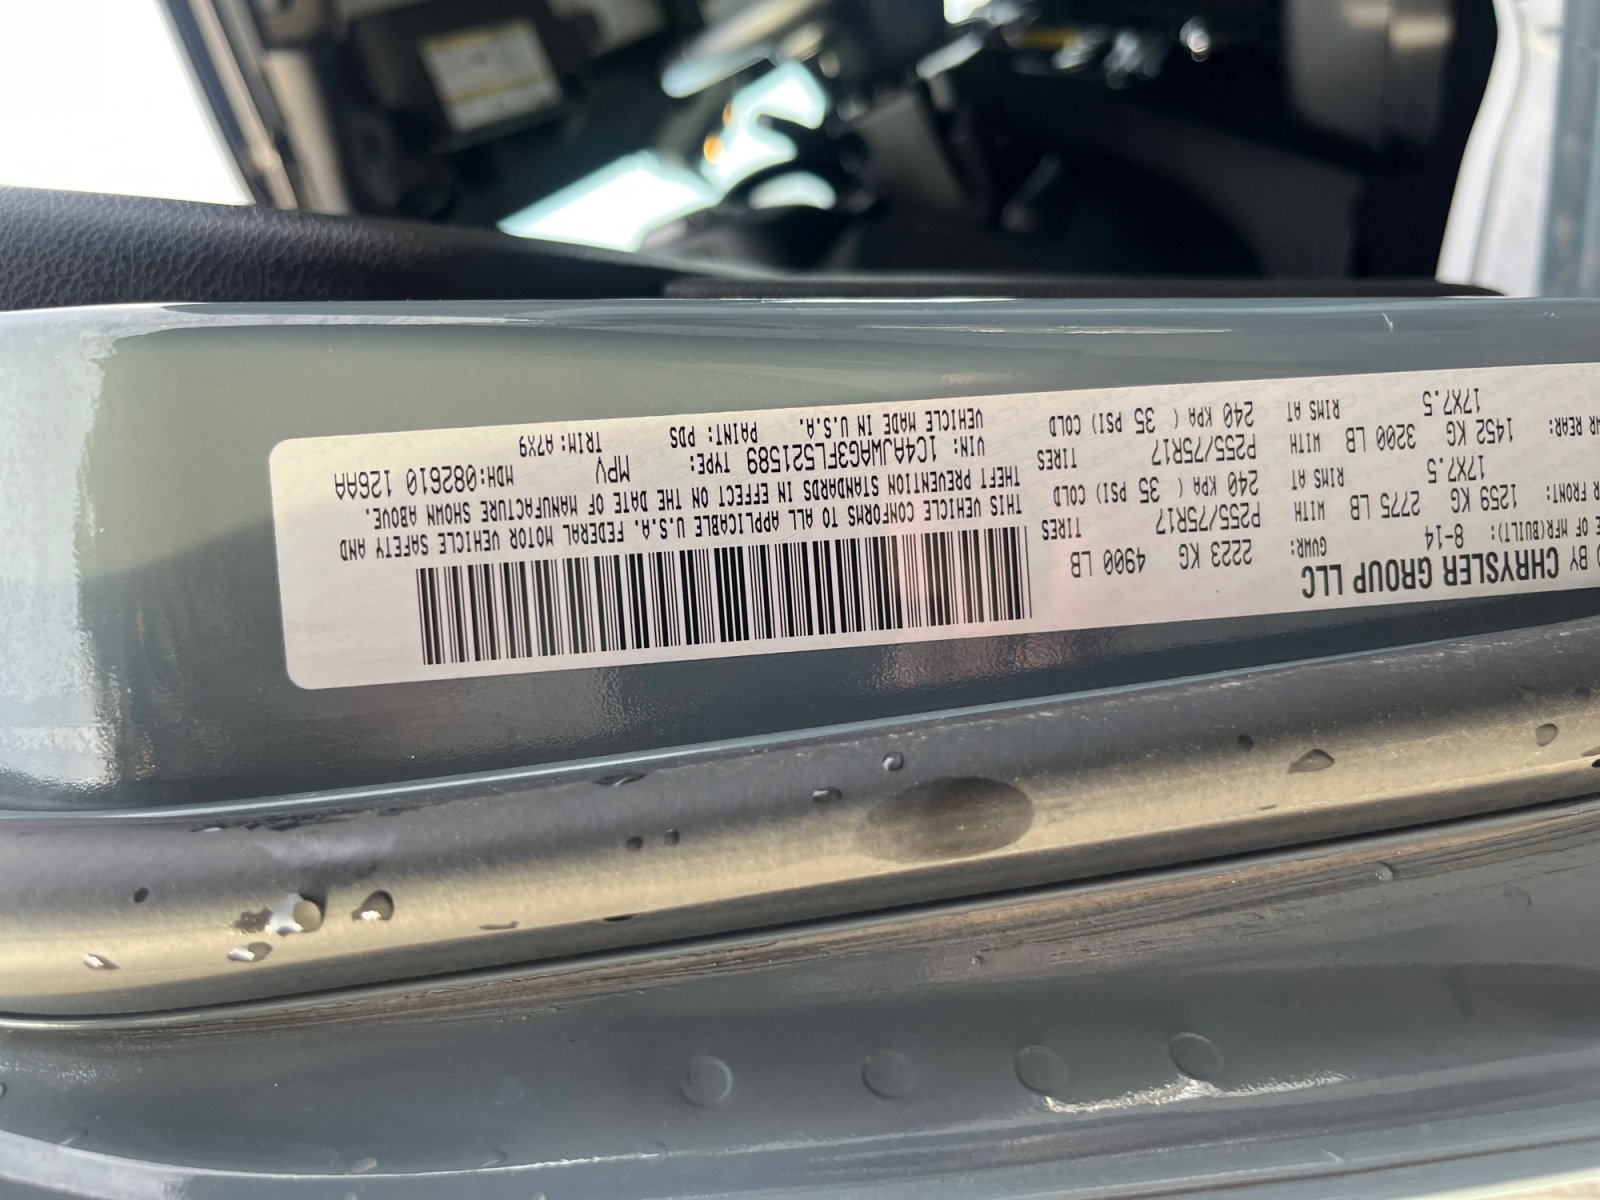 BY CHRYSLER GROUP LLC
E OF MFR(BUILT): 8-14 GVWR: 2223 KG 4900 LB
FRONT: 1259 KG 2775 LB WITH P255/75R17 TIRES
17X7.5 RIMS AT 240 KPA ( 35 PSI) COLD
AR REAR: 1452 KG 3200 LB WITH P255/75R17 TIRES
17X7.5 RIMS AT 240 KPA ( 35 PSI) COLD
THIS VEHICLE CONFORMS TO ALL APPLICABLE U.S.A. FEDERAL MOTOR VEHICLE SAFETY AND
THEFT PREVENTION STANDARDS IN EFFECT ON THE DATE OF MANUFACTURE SHOWN ABOVE.
VIN: 1C4AJWAG3FL521589 TYPE: MPV MDH:082610 126AA
VEHICLE MADE IN U.S.A. PAINT: PDS TRIM: A7X9